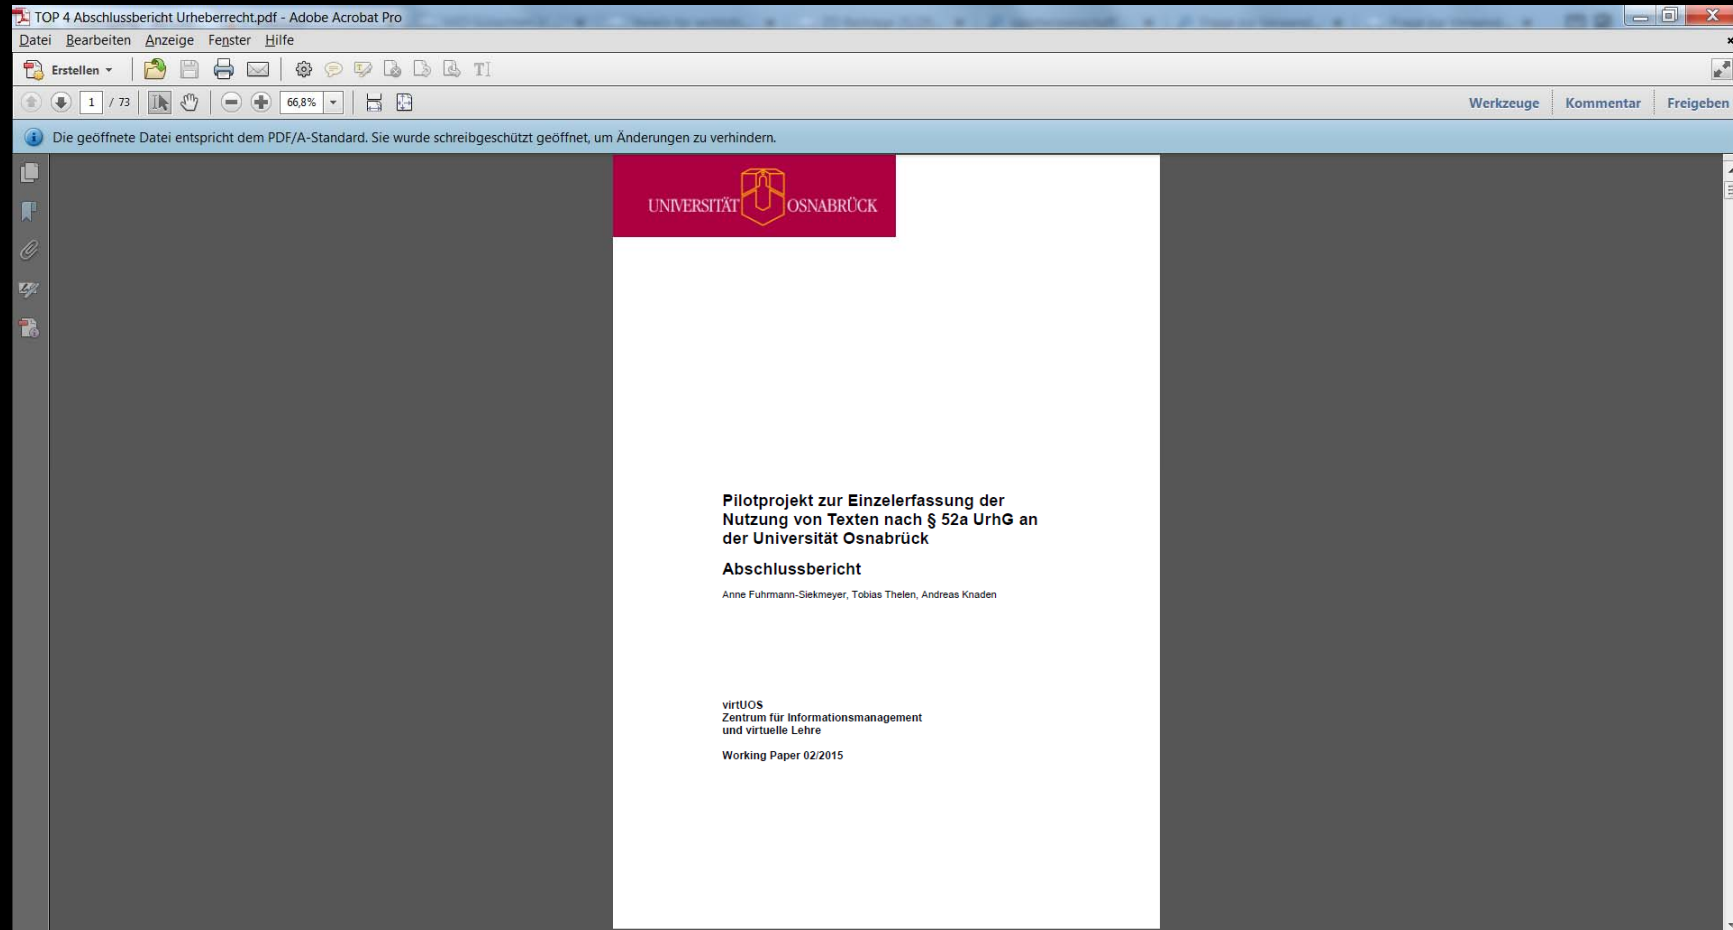 TOP 4 Abschlussbericht Urheberrecht.pdf - Adobe Acrobat Pro
Datei Bearbeiten Anzeige Fenster Hilfe
Erstellen
1 / 73 66,8% Werkzeuge Kommentar Freigeben
Die geöffnete Datei entspricht dem PDF/A-Standard. Sie wurde schreibgeschützt geöffnet, um Änderungen zu verhindern.
UNIVERSITÄT OSNABRÜCK
Pilotprojekt zur Einzelerfassung der
Nutzung von Texten nach § 52a UrhG an
der Universität Osnabrück
Abschlussbericht
Anne Fuhrmann-Siekmeyer, Tobias Thelen, Andreas Knaden
virtUOS
Zentrum für Informationsmanagement
und virtuelle Lehre
Working Paper 02/2015